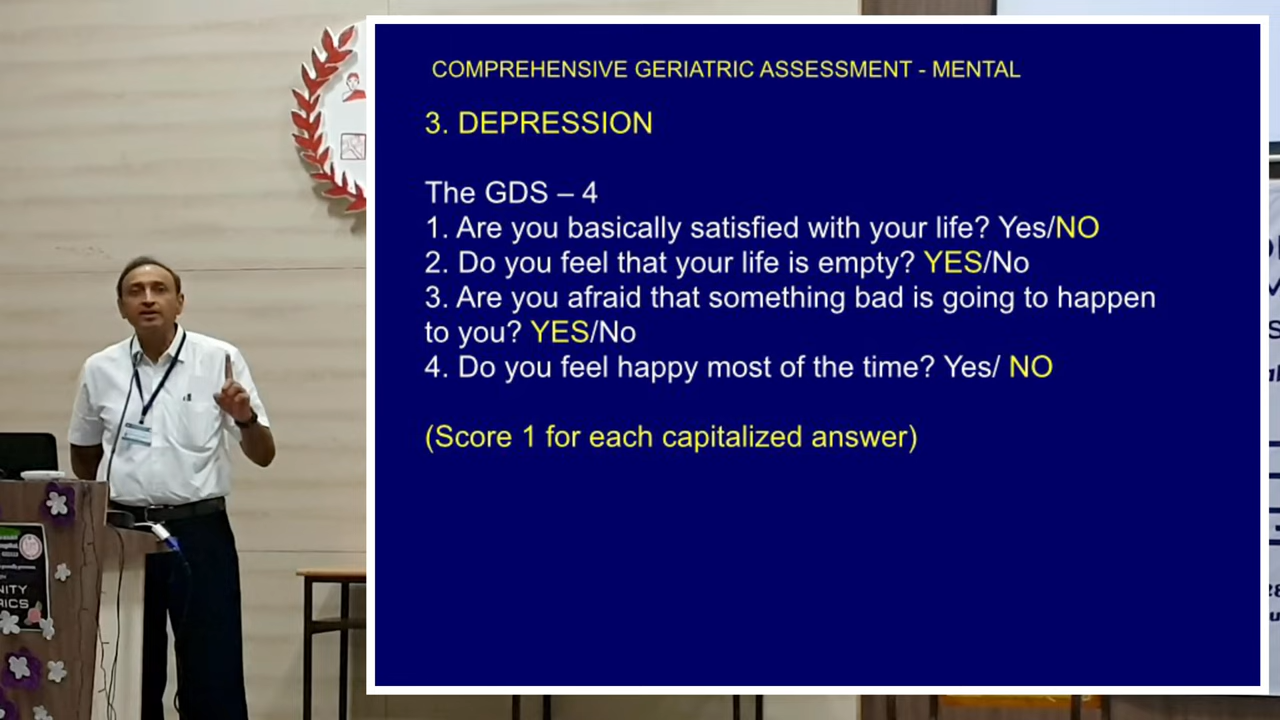 COMPREHENSIVE GERIATRIC ASSESSMENT - MENTAL
3. DEPRESSION
The GDS – 4
1. Are you basically satisfied with your life? Yes/NO
2. Do you feel that your life is empty? YES/No
3. Are you afraid that something bad is going to happen
to you? YES/No
4. Do you feel happy most of the time? Yes/ NO
(Score 1 for each capitalized answer)